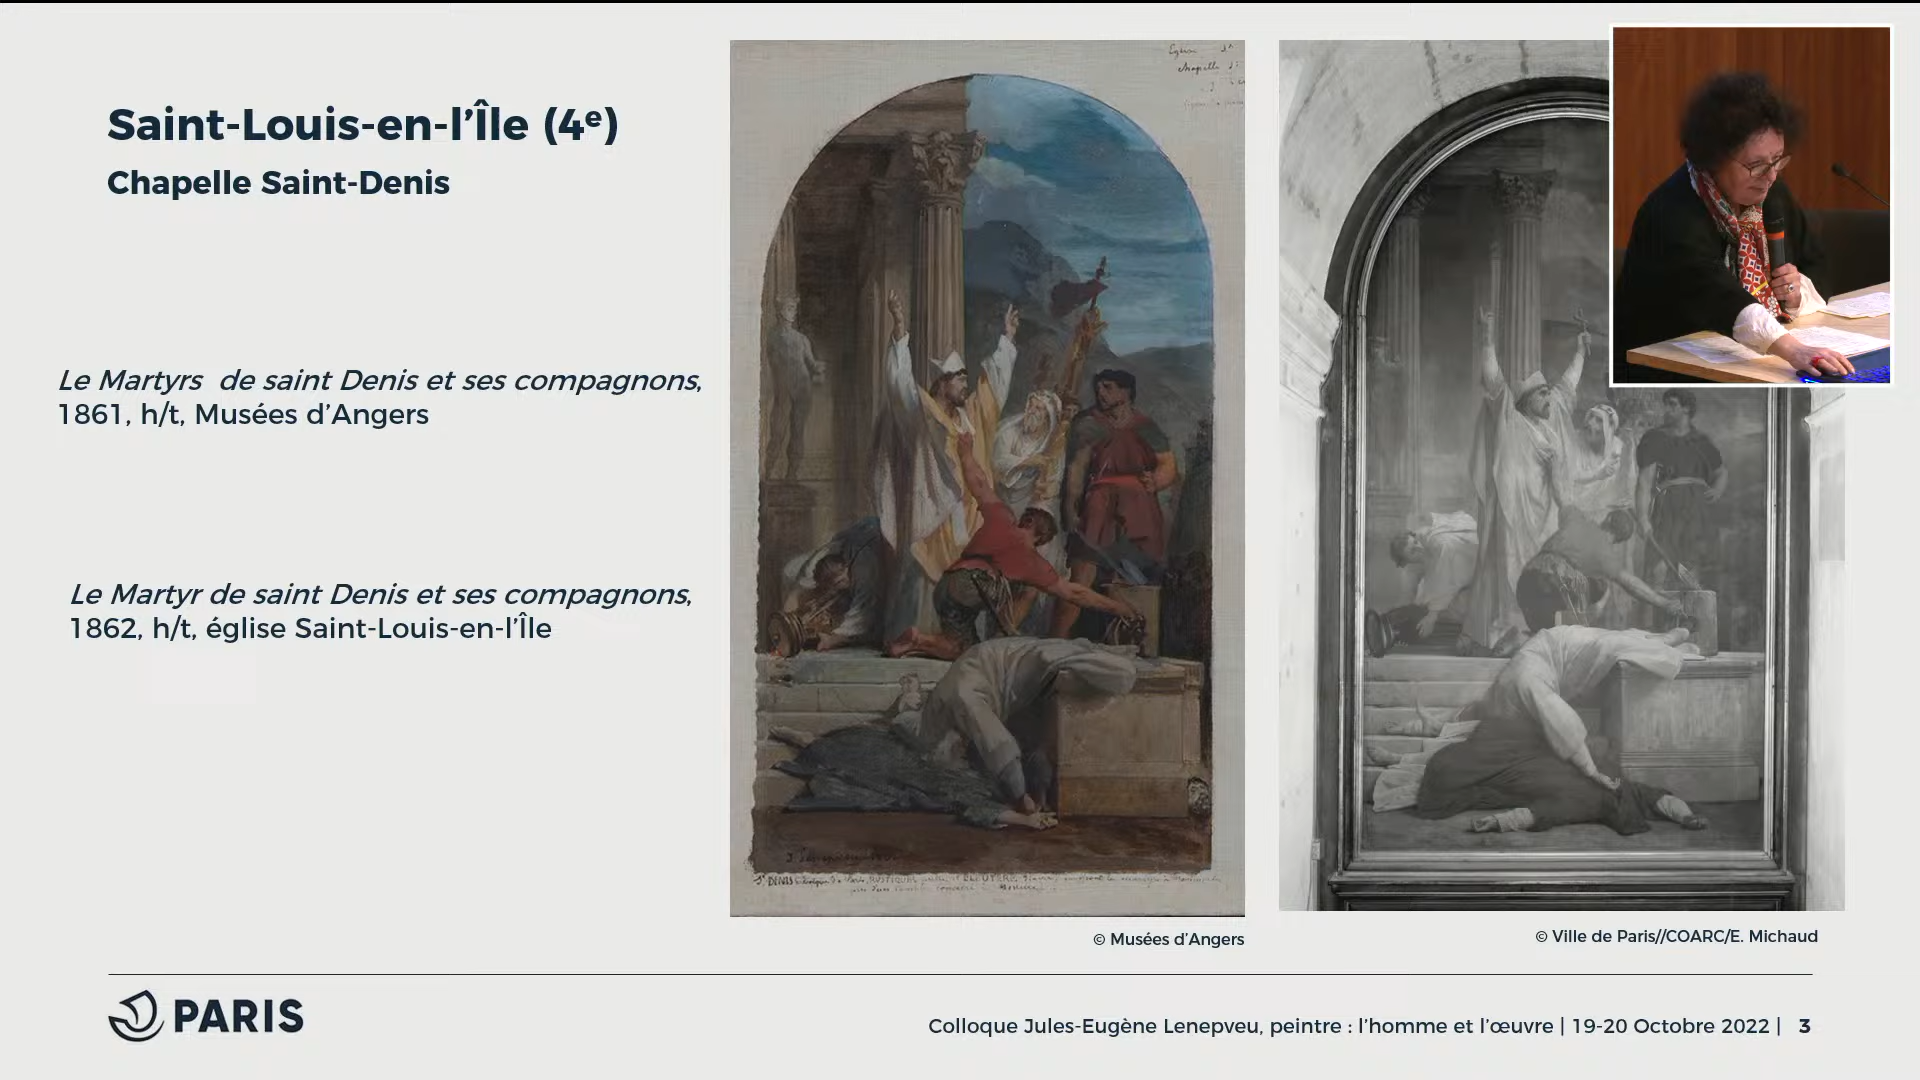 Saint-Louis-en-l’Île (4ᵉ)
Chapelle Saint-Denis
Le Martyrs de saint Denis et ses compagnons,
1861, h/t, Musées d’Angers
Le Martyr de saint Denis et ses compagnons,
1862, h/t, église Saint-Louis-en-l’Île
© Musées d’Angers
© Ville de Paris//COARC/E. Michaud
PARIS
Colloque Jules-Eugène Lenepveu, peintre : l’homme et l’œuvre | 19-20 Octobre 2022 | 3